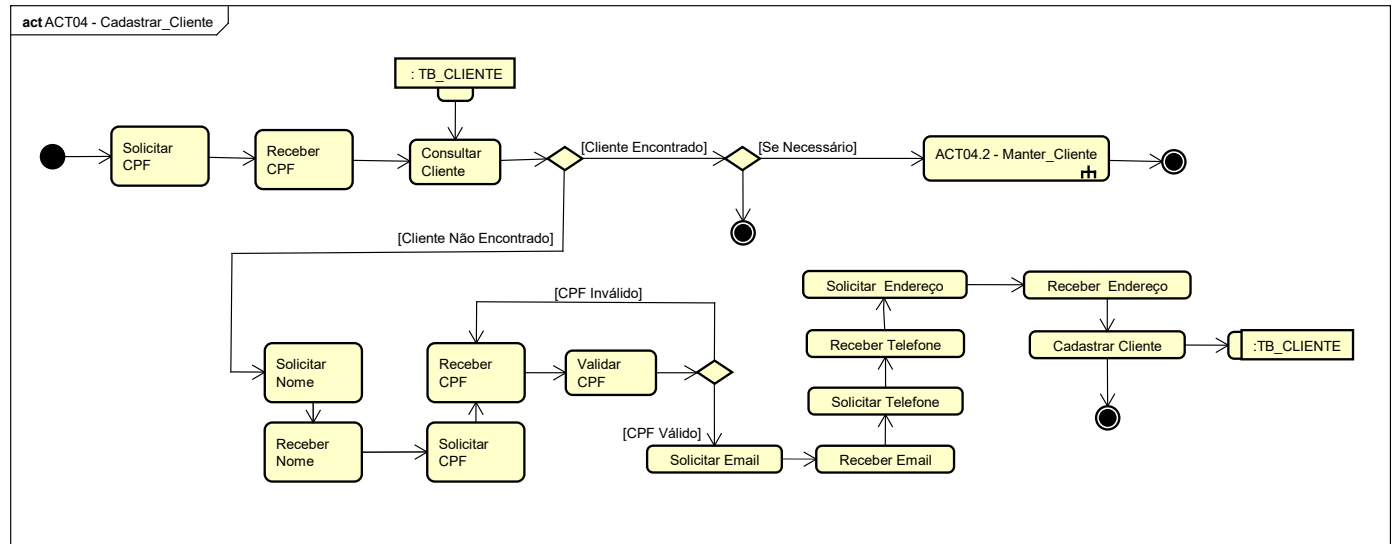 act ACT04 - Cadastrar_Cliente
: TB_CLIENTE
Solicitar
CPF
Receber
CPF
Consultar
Cliente
[Cliente Encontrado]
[Se Necessário]
ACT04.2 - Manter_Cliente
[Cliente Não Encontrado]
Solicitar
Nome
Receber
Nome
Solicitar
CPF
Receber
CPF
[CPF Inválido]
Validar
CPF
[CPF Válido]
Solicitar Email
Receber Email
Solicitar Telefone
Receber Telefone
Solicitar  Endereço
Receber  Endereço
Cadastrar Cliente
:TB_CLIENTE